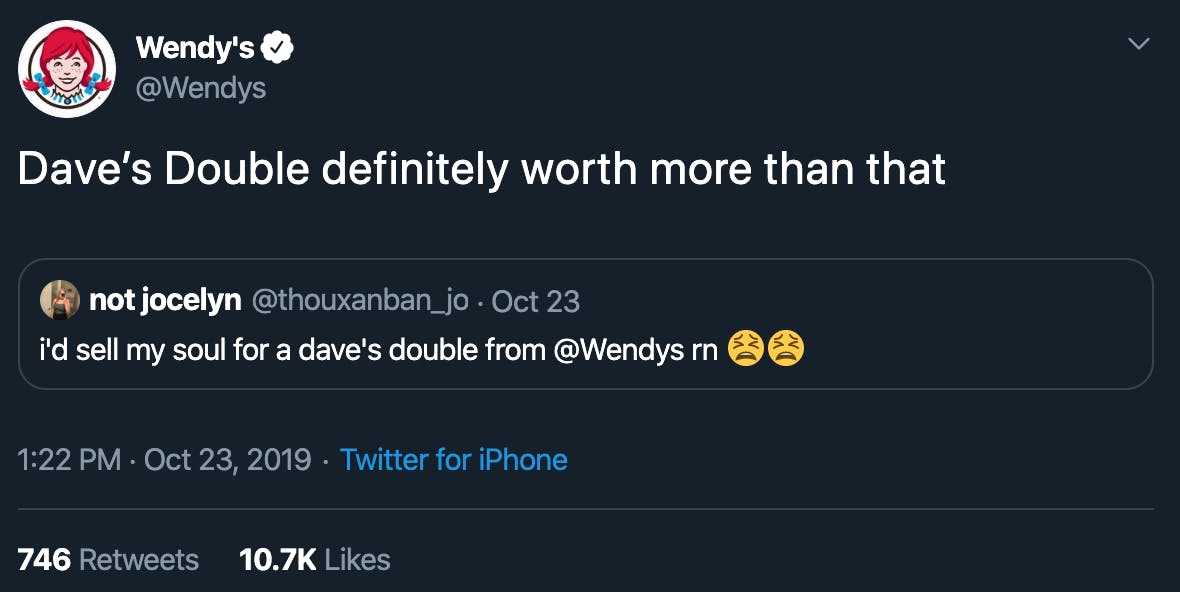 Wendy's
@Wendys
Dave’s Double definitely worth more than that
not jocelyn @thouxanban_jo · Oct 23
i'd sell my soul for a dave's double from @Wendys rn 😫😫
1:22 PM · Oct 23, 2019 · Twitter for iPhone
746 Retweets 10.7K Likes